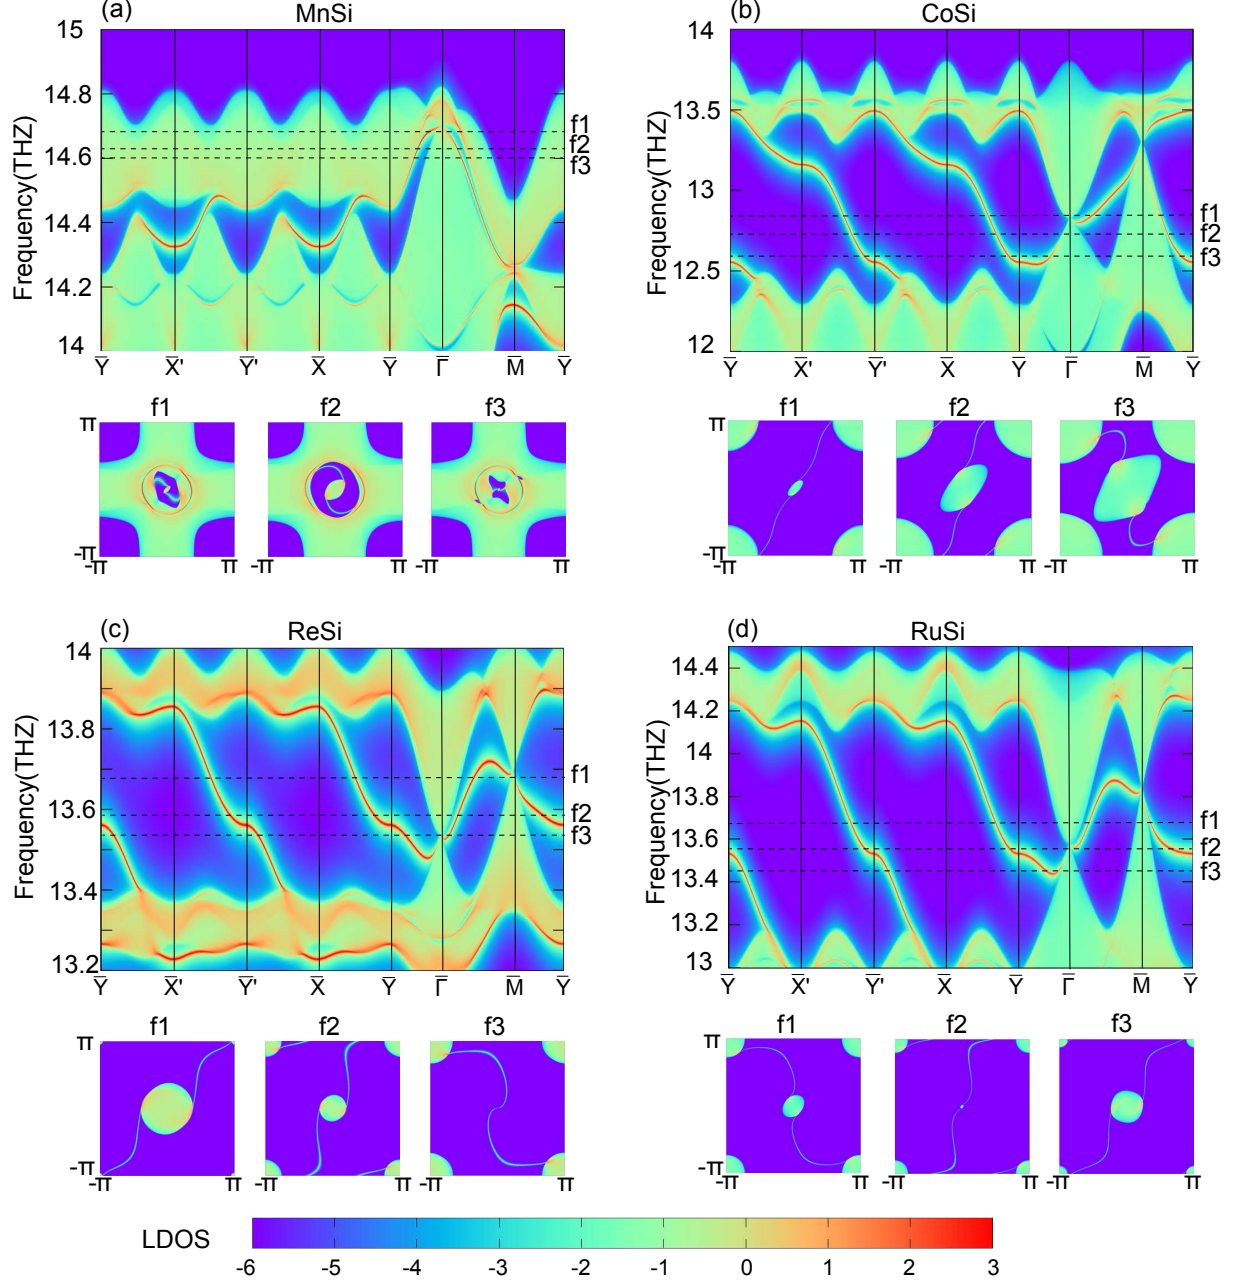 (a) MnSi
Frequency(THZ)
15
14.8
14.6
14.4
14.2
14
f1
f2
f3
Y̅ X̅' Y̅' X̅ Y̅ Γ̅ M̅ Y̅
f1 f2 f3
π
-π
-π π -π π -π π
(b) CoSi
Frequency(THZ)
14
13.5
13
12.5
12
f1
f2
f3
Y̅ X̅' Y̅' X̅ Y̅ Γ̅ M̅ Y̅
f1 f2 f3
π
-π
-π π -π π -π π
(c) ReSi
Frequency(THZ)
14
13.8
13.6
13.4
13.2
f1
f2
f3
Y̅ X̅' Y̅' X̅ Y̅ Γ̅ M̅ Y̅
f1 f2 f3
π
-π
-π π -π π -π π
(d) RuSi
Frequency(THZ)
14.4
14.2
14
13.8
13.6
13.4
13.2
13
f1
f2
f3
Y̅ X̅' Y̅' X̅ Y̅ Γ̅ M̅ Y̅
f1 f2 f3
π
-π
-π π -π π -π π
LDOS
-6 -5 -4 -3 -2 -1 0 1 2 3